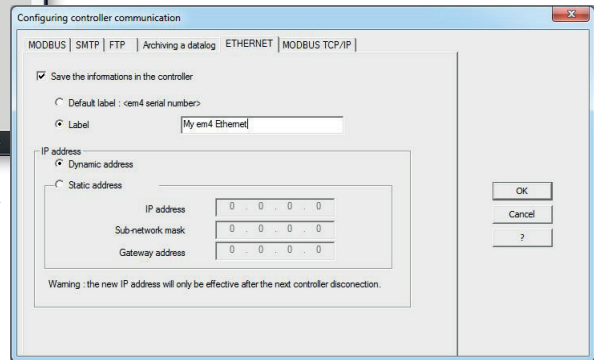 Configuring controller communication
MODBUS SMTP FTP Archiving a datalog ETHERNET MODBUS TCP/IP
Save the informations in the controller
Default label : <em4 serial number>
Label My em4 Ethernet
IP address
Dynamic address
Static address
IP address 0 . 0 . 0 . 0
Sub-network mask 0 . 0 . 0 . 0
Gateway address 0 . 0 . 0 . 0
Warning : the new IP address will only be effective after the next controller disconection.
OK
Cancel
?